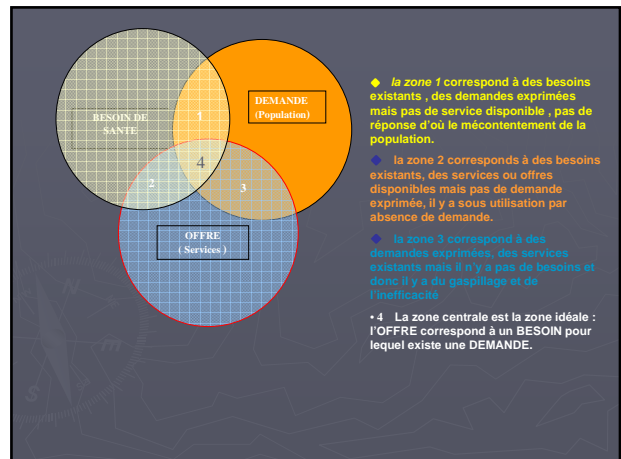 BESOIN DE
SANTE
1
DEMANDE
(Population)
4
2
3
OFFRE
( Services )
◆ la zone 1 correspond à des besoins
existants , des demandes exprimées
mais pas de service disponible , pas de
réponse d'où le mécontentement de la
population.
◆ la zone 2 corresponds à des besoins
existants, des services ou offres
disponibles mais pas de demande
exprimée, il y a sous utilisation par
absence de demande.
◆ la zone 3 correspond à des
demandes exprimées, des services
existants mais il n'y a pas de besoins et
donc il y a du gaspillage et de
l'inefficacité
• 4 La zone centrale est la zone idéale :
l'OFFRE correspond à un BESOIN pour
lequel existe une DEMANDE.